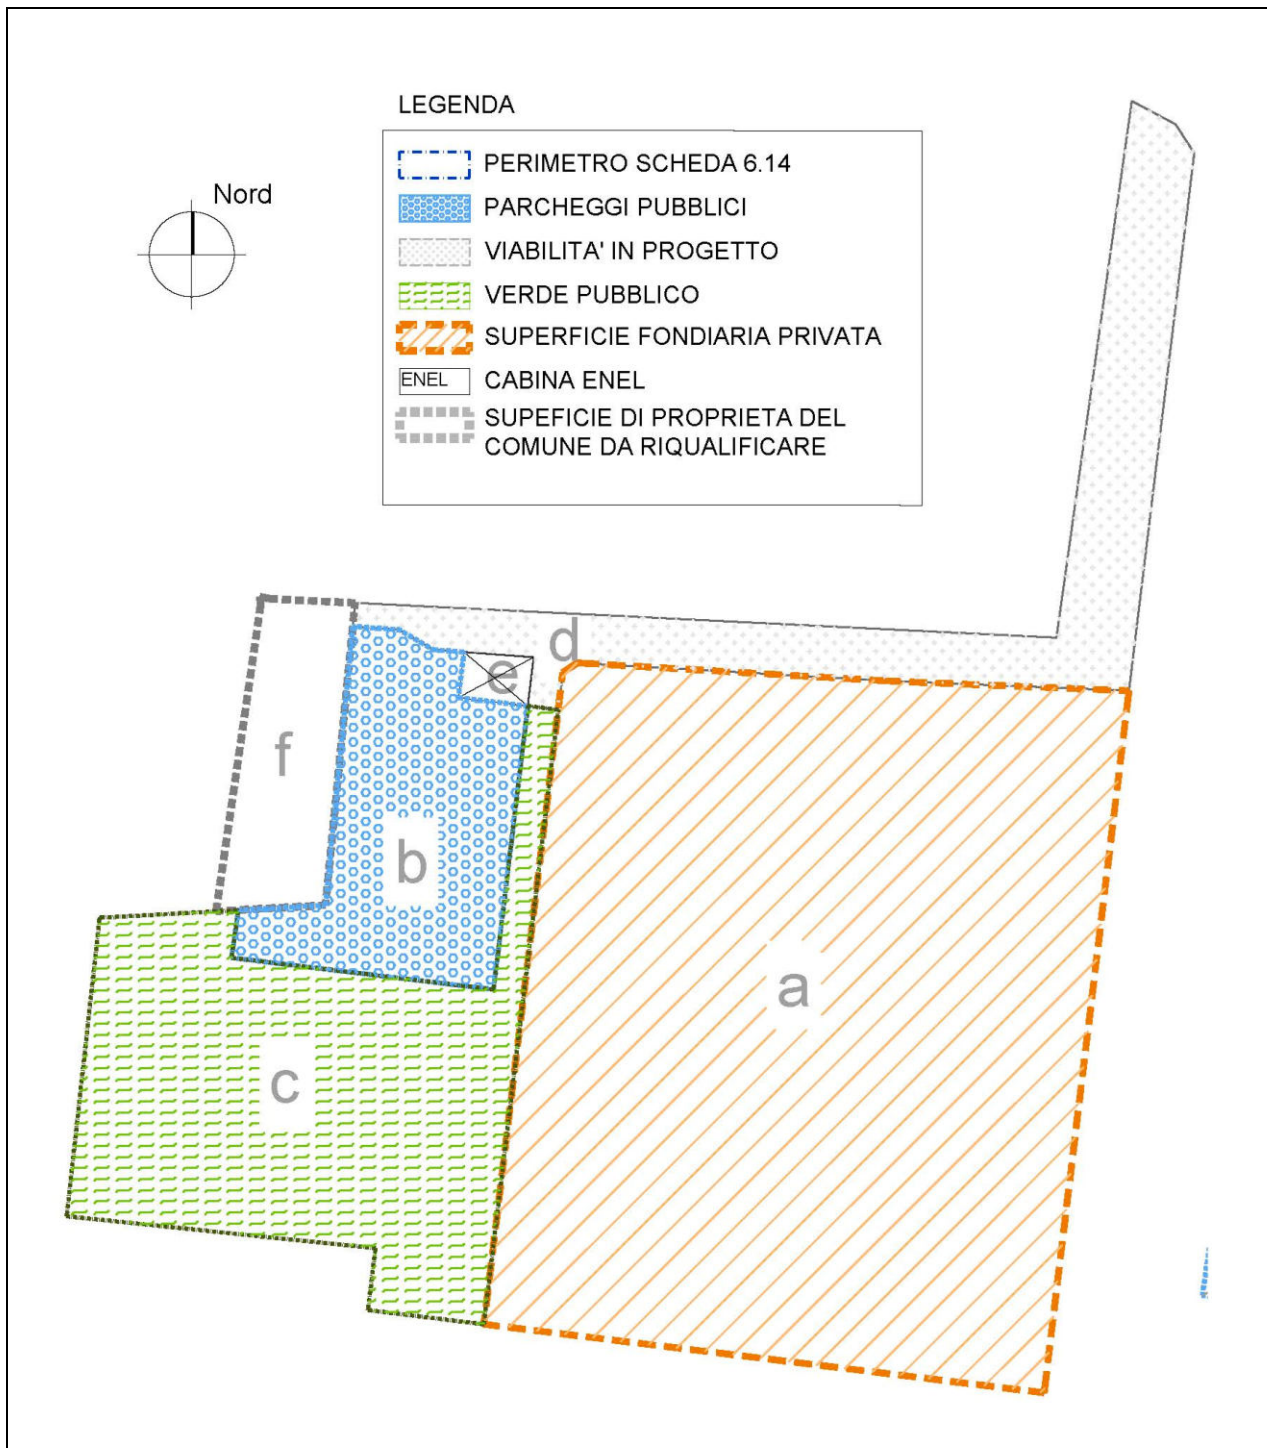 LEGENDA
PERIMETRO SCHEDA 6.14
PARCHEGGI PUBBLICI
VIABILITA' IN PROGETTO
VERDE PUBBLICO
SUPERFICIE FONDIARIA PRIVATA
ENEL CABINA ENEL
SUPEFICIE DI PROPRIETA DEL
COMUNE DA RIQUALIFICARE
Nord
d
e
f
b
a
c